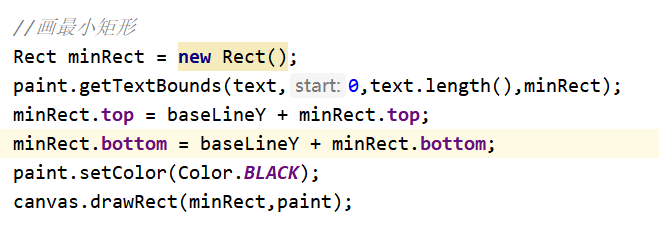 //画最小矩形
Rect minRect = new Rect();
paint.getTextBounds(text, start: 0,text.length(),minRect);
minRect.top = baseLineY + minRect.top;
minRect.bottom = baseLineY + minRect.bottom;
paint.setColor(Color.BLACK);
canvas.drawRect(minRect,paint);